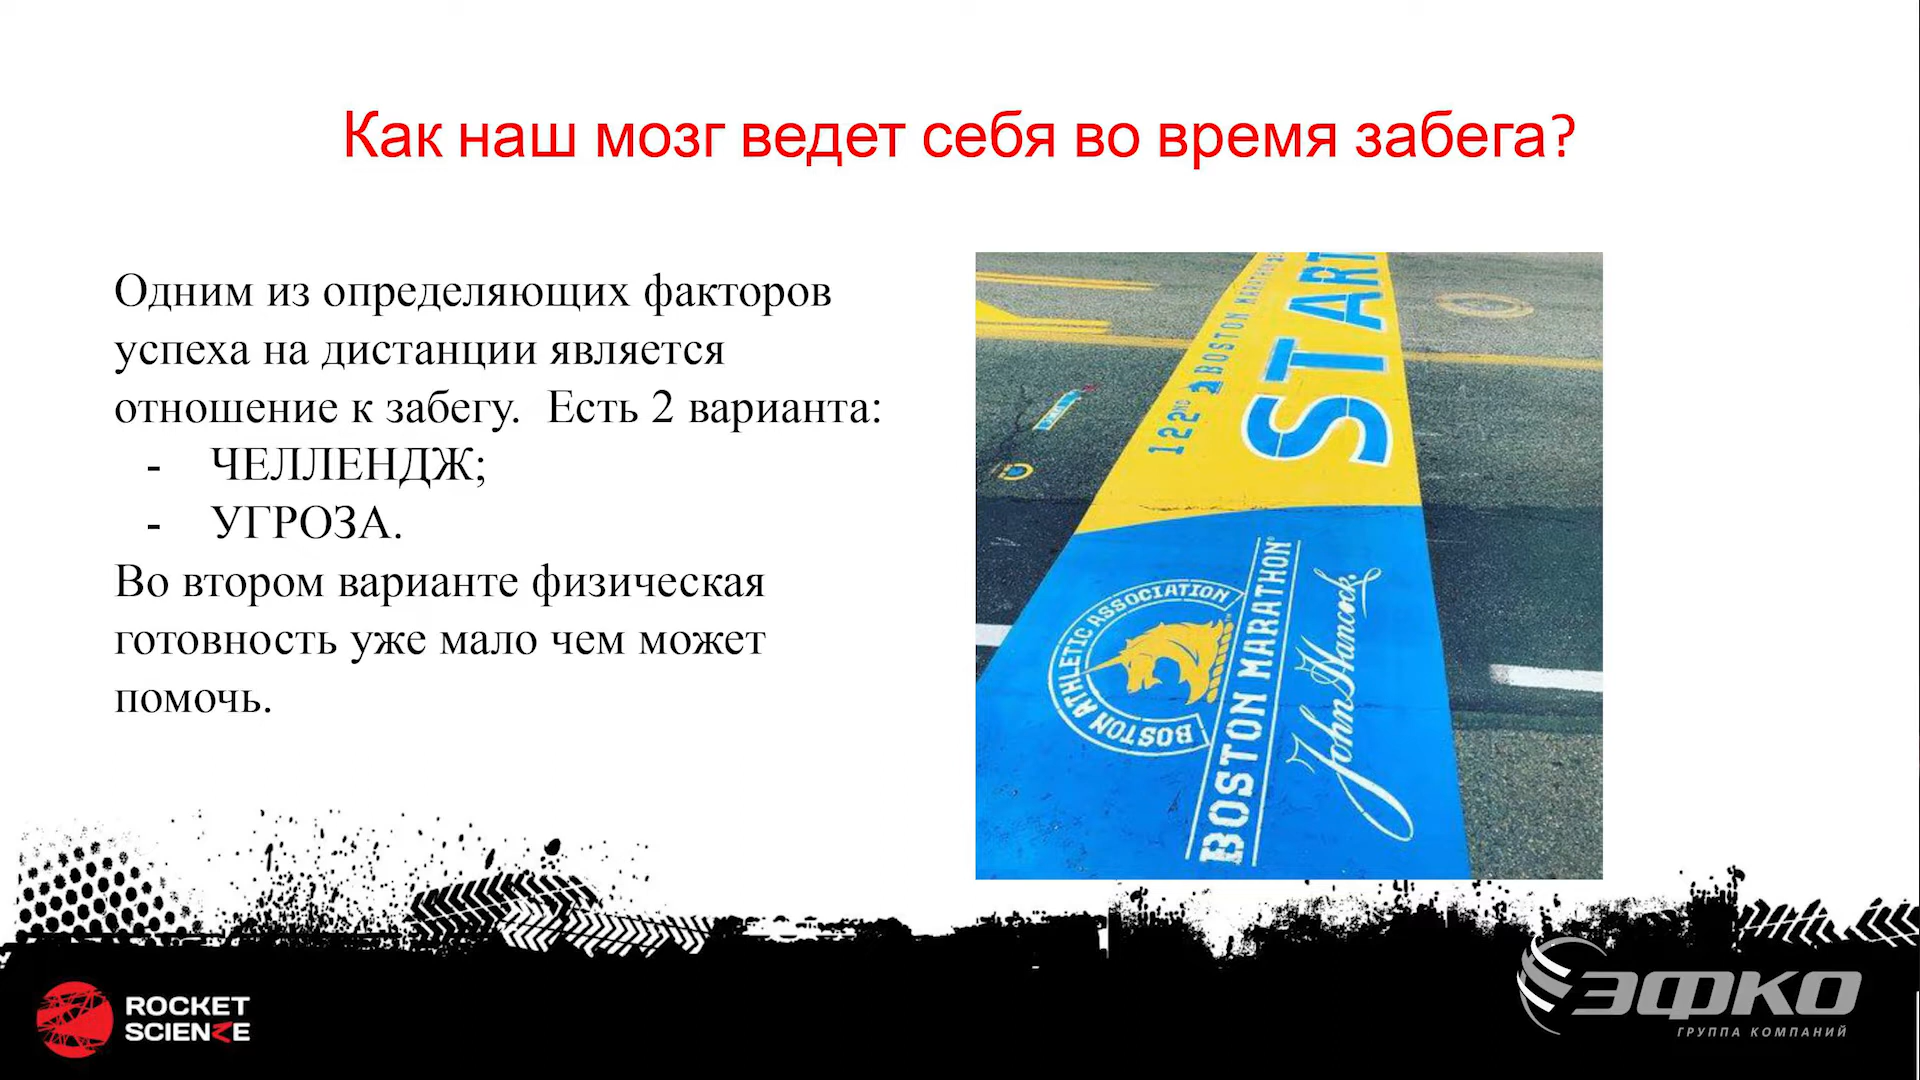 Как наш мозг ведет себя во время забега?
Одним из определяющих факторов
успеха на дистанции является
отношение к забегу. Есть 2 варианта:
- ЧЕЛЛЕНДЖ;
- УГРОЗА.
Во втором варианте физическая
готовность уже мало чем может
помочь.
START
122ND BOSTON MARATHON
BOSTON ATHLETIC ASSOCIATION
BOSTON MARATHON
John Hancock
ROCKET
SCIENZE
ЭФКО
ГРУППА КОМПАНИЙ